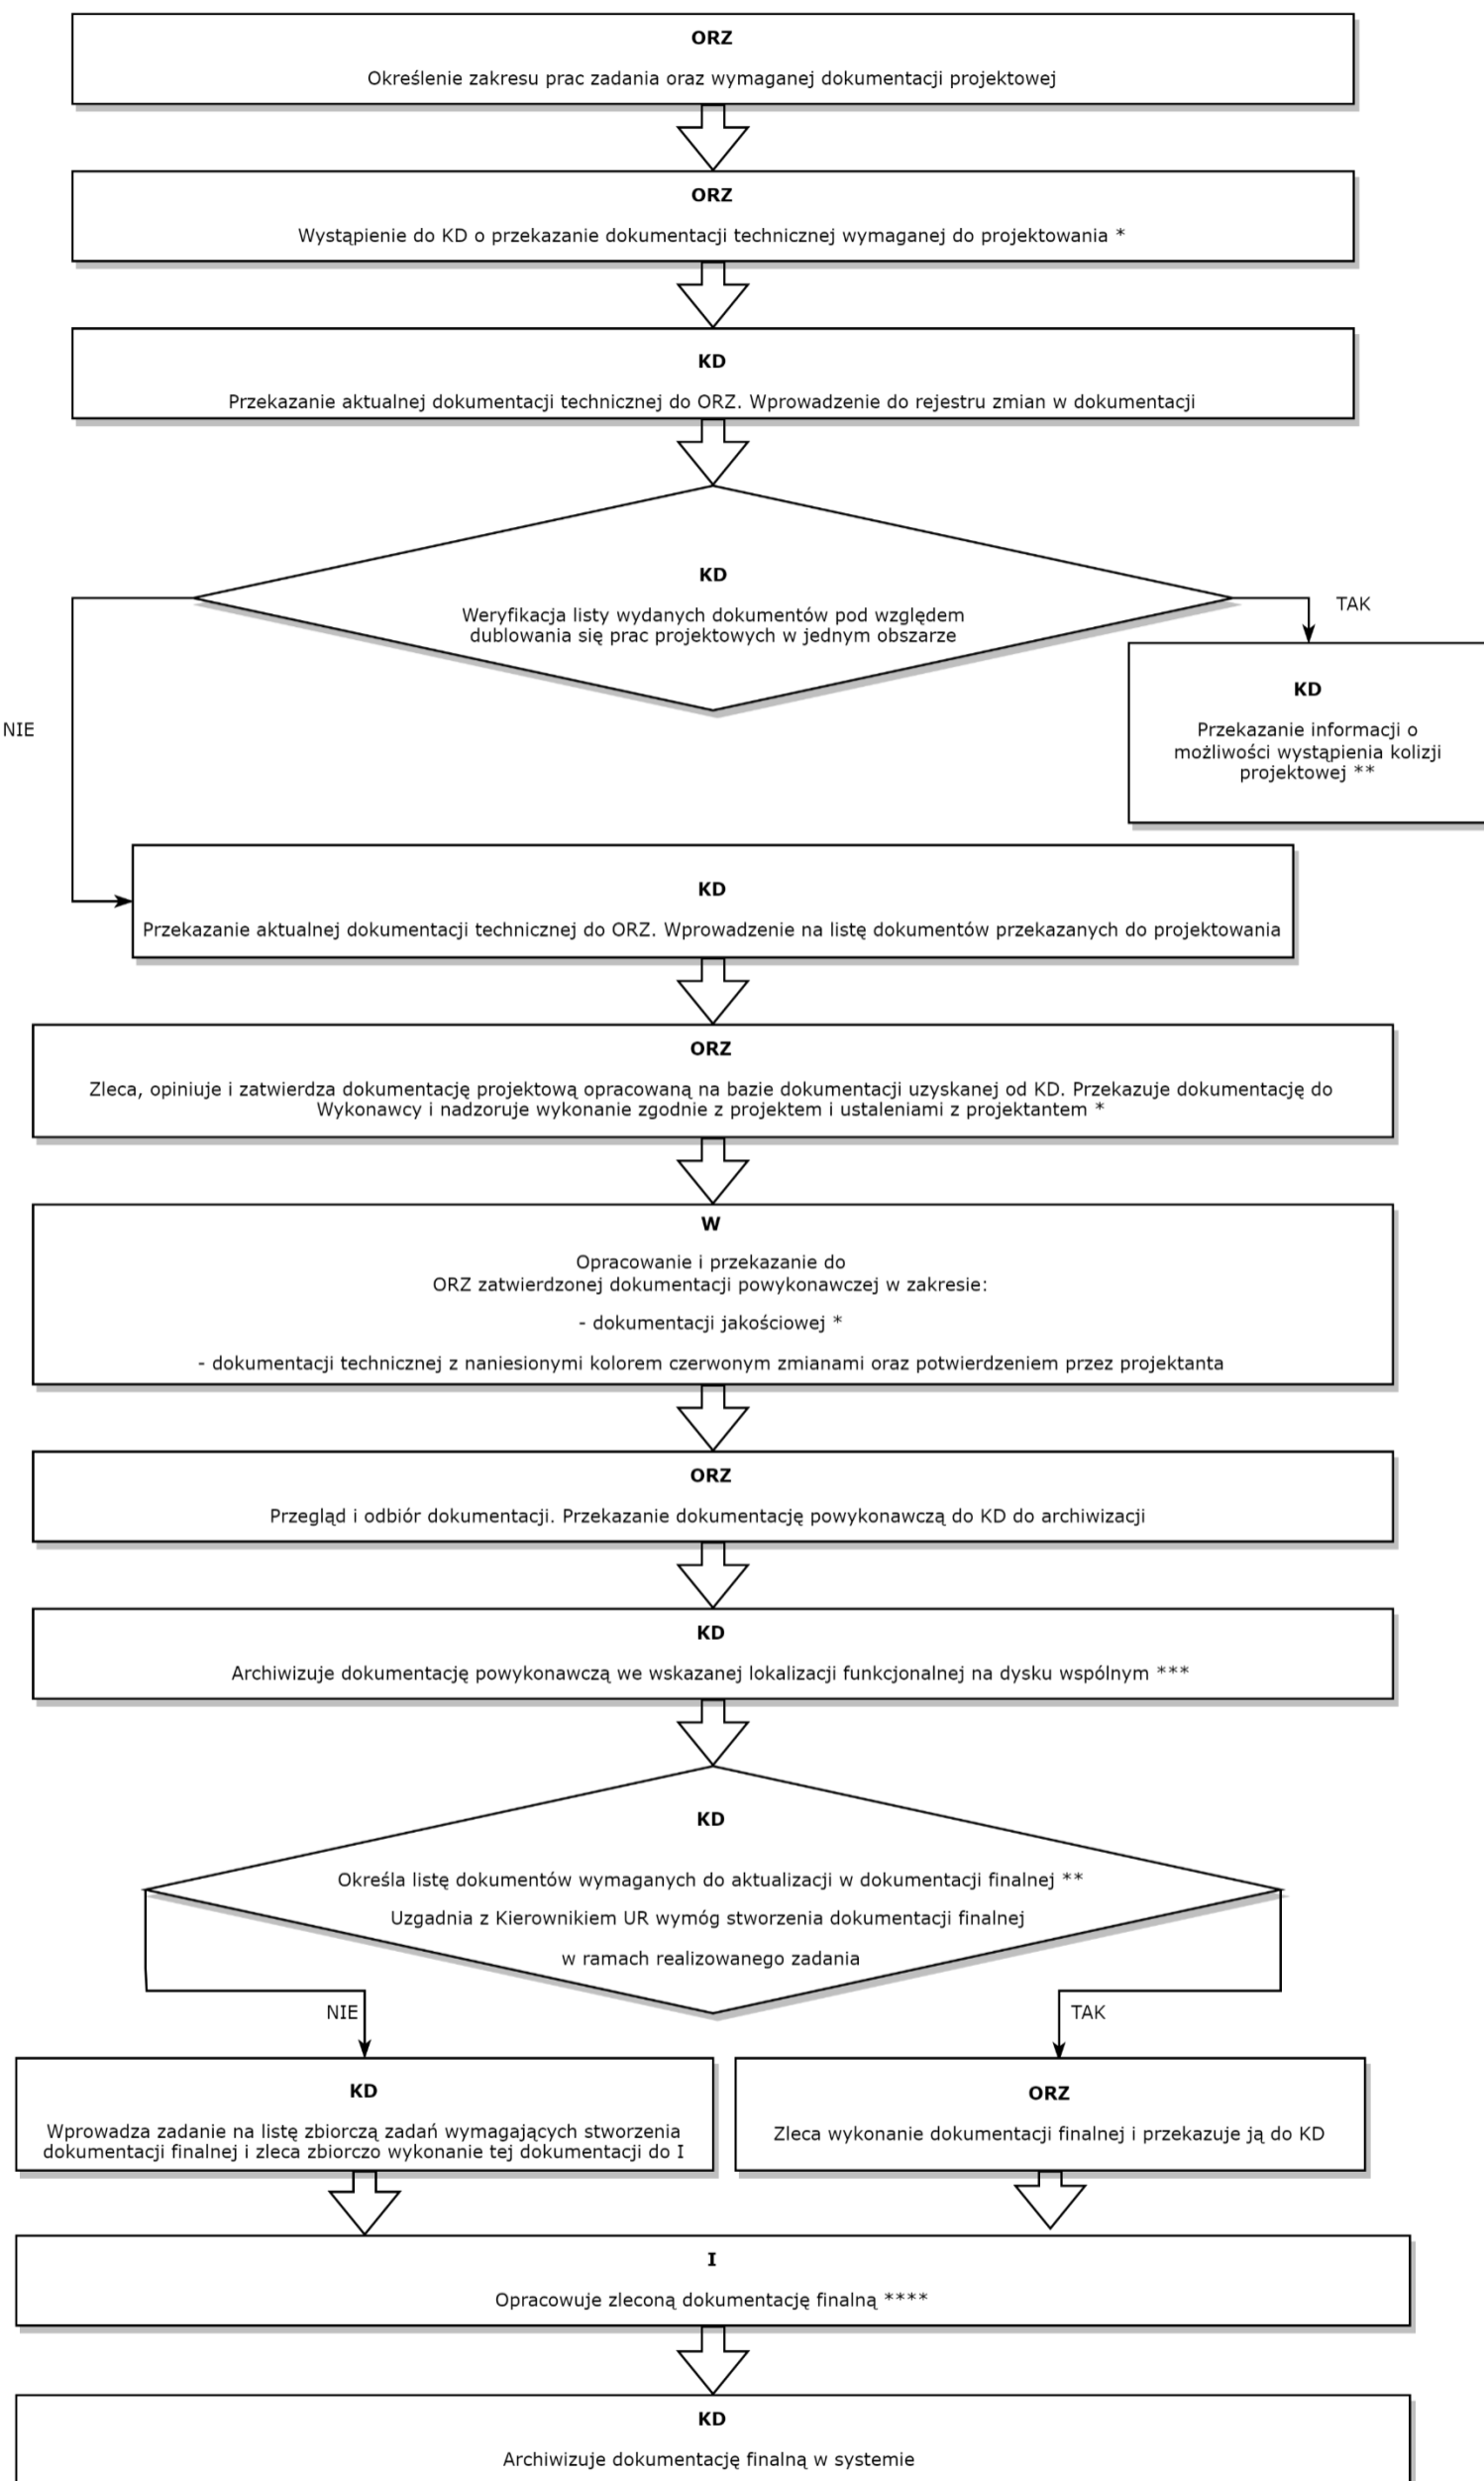 ORZ
Określenie zakresu prac zadania oraz wymaganej dokumentacji projektowej
ORZ
Wystąpienie do KD o przekazanie dokumentacji technicznej wymaganej do projektowania *
KD
Przekazanie aktualnej dokumentacji technicznej do ORZ. Wprowadzenie do rejestru zmian w dokumentacji
KD
Weryfikacja listy wydanych dokumentów pod względem
dublowania się prac projektowych w jednym obszarze
TAK
KD
Przekazanie informacji o
możliwości wystąpienia kolizji
projektowej **
NIE
KD
Przekazanie aktualnej dokumentacji technicznej do ORZ. Wprowadzenie na listę dokumentów przekazanych do projektowania
ORZ
Zleca, opiniuje i zatwierdza dokumentację projektową opracowaną na bazie dokumentacji uzyskanej od KD. Przekazuje dokumentację do
Wykonawcy i nadzoruje wykonanie zgodnie z projektem i ustaleniami z projektantem *
W
Opracowanie i przekazanie do
ORZ zatwierdzonej dokumentacji powykonawczej w zakresie:
- dokumentacji jakościowej *
- dokumentacji technicznej z naniesionymi kolorem czerwonym zmianami oraz potwierdzeniem przez projektanta
ORZ
Przegląd i odbiór dokumentacji. Przekazanie dokumentację powykonawczą do KD do archiwizacji
KD
Archiwizuje dokumentację powykonawczą we wskazanej lokalizacji funkcjonalnej na dysku wspólnym ***
KD
Określa listę dokumentów wymaganych do aktualizacji w dokumentacji finalnej **
Uzgadnia z Kierownikiem UR wymóg stworzenia dokumentacji finalnej
w ramach realizowanego zadania
NIE
TAK
KD
Wprowadza zadanie na listę zbiorczą zadań wymagających stworzenia
dokumentacji finalnej i zleca zbiorczo wykonanie tej dokumentacji do I
ORZ
Zleca wykonanie dokumentacji finalnej i przekazuje ją do KD
I
Opracowuje zleconą dokumentację finalną ****
KD
Archiwizuje dokumentację finalną w systemie